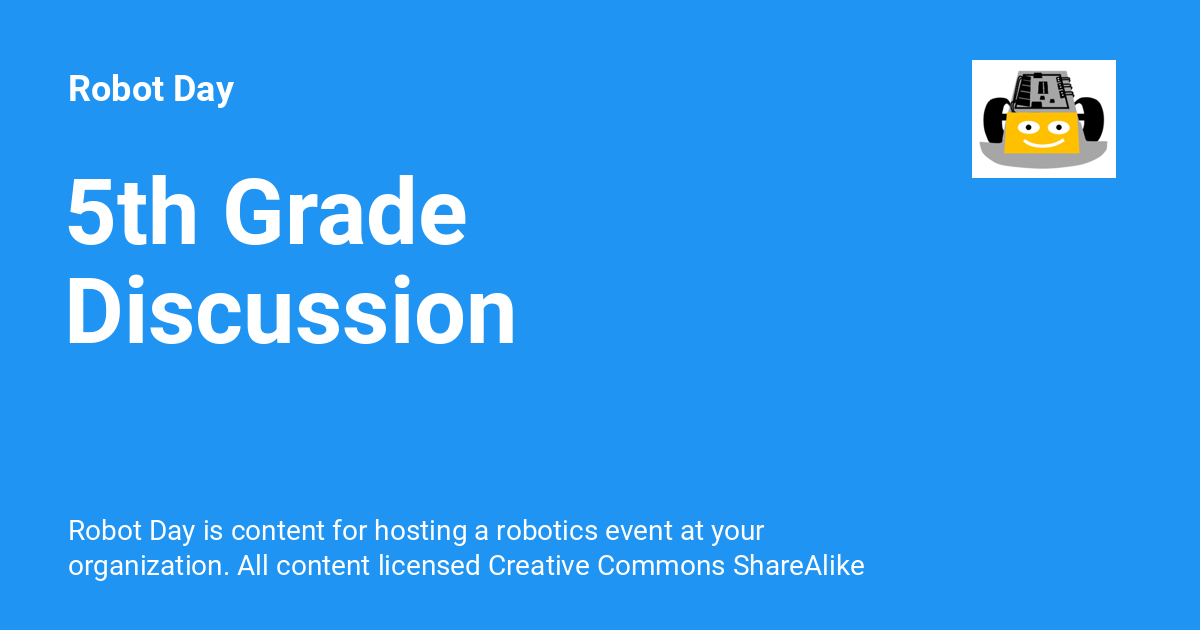 Robot Day
5th Grade
Discussion
Robot Day is content for hosting a robotics event at your
organization. All content licensed Creative Commons ShareAlike